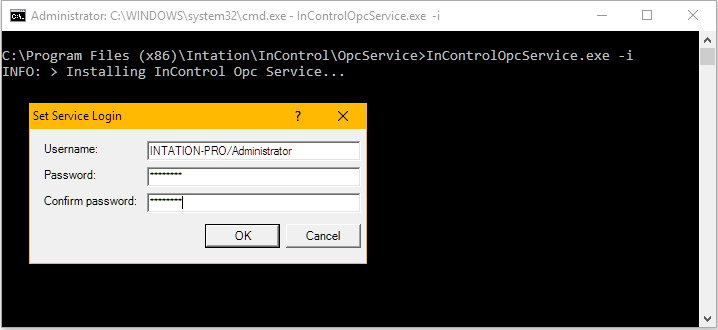 Administrator: C:\WINDOWS\system32\cmd.exe - InControlOpcService.exe -i
C:\Program Files (x86)\Intation\InControl\OpcService>InControlOpcService.exe -i
INFO: > Installing InControl Opc Service...
Set Service Login
?
Username: INTATION-PRO/Administrator
Password: ********
Confirm password: ********
OK Cancel